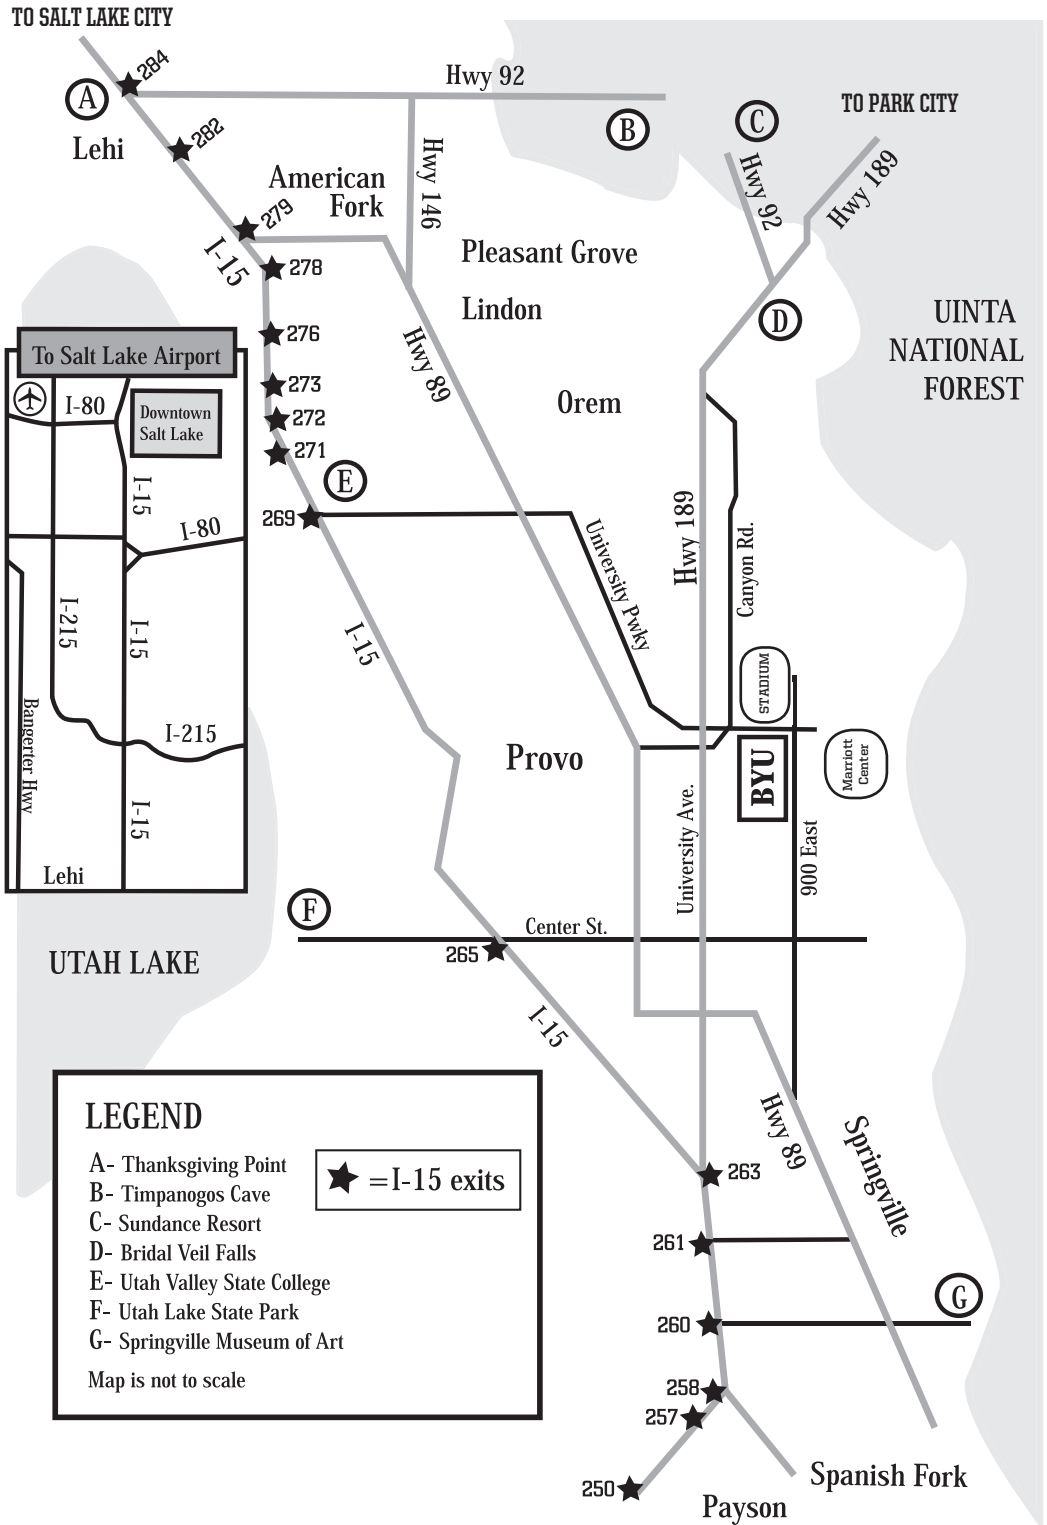 TO SALT LAKE CITY
284
Hwy 92
A
B
C
TO PARK CITY
Lehi
282
American
Fork
Hwy 146
Hwy 92
Hwy 189
279
I-15
278
Pleasant Grove
Lindon
D
UINTA
NATIONAL
FOREST
276
Hwy 89
273
272
271
Orem
E
269
University Pwky
Hwy 189
Canyon Rd.
To Salt Lake Airport
I-80
Downtown
Salt Lake
I-15
I-80
I-215
I-15
Bangerter Hwy
I-215
I-15
Lehi
I-15
STADIUM
Provo
BYU
Marriott
Center
University Ave.
900 East
F
Center St.
265
UTAH LAKE
I-15
Hwy 89
Springville
263
261
260
G
258
257
250
Spanish Fork
Payson
LEGEND
A- Thanksgiving Point
B- Timpanogos Cave
C- Sundance Resort
D- Bridal Veil Falls
E- Utah Valley State College
F- Utah Lake State Park
G- Springville Museum of Art
Map is not to scale
=I-15 exits